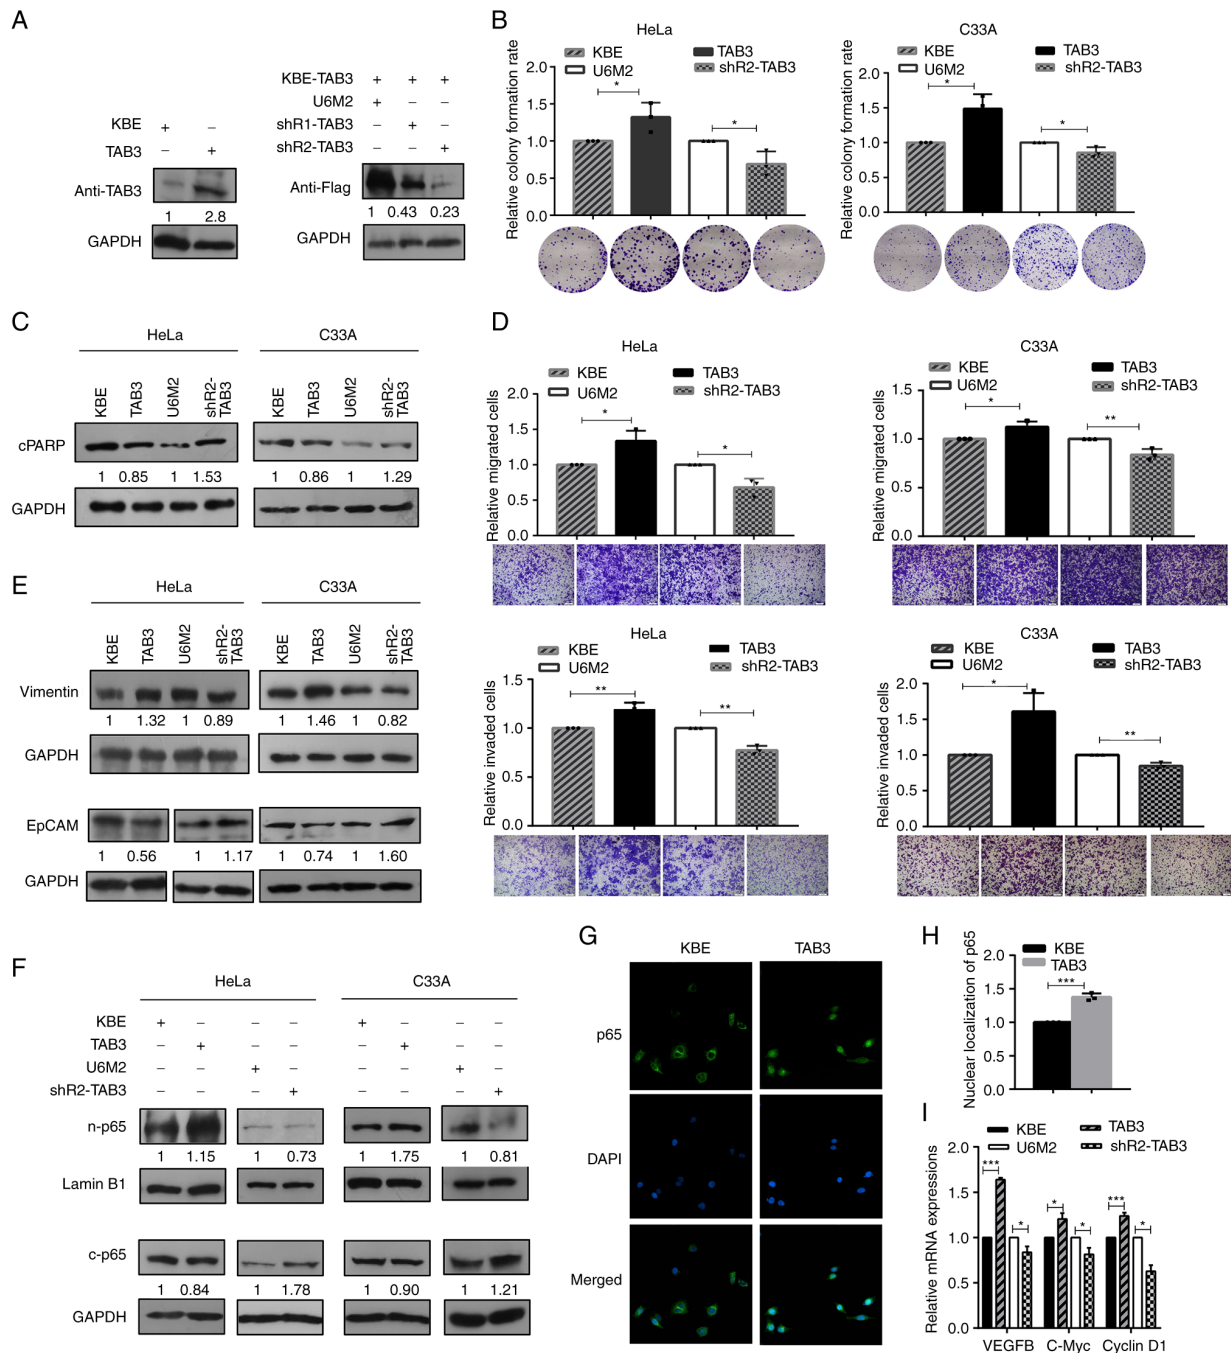 A
KBE + –
TAB3 – +
Anti-TAB3
1 2.8
GAPDH
KBE-TAB3 + + +
U6M2 + – –
shR1-TAB3 – + –
shR2-TAB3 – – +
Anti-Flag
1 0.43 0.23
GAPDH
B
HeLa
KBE TAB3
U6M2 shR2-TAB3
Relative colony formation rate
2.0
1.5
1.0
0.5
0.0
* *
C33A
KBE TAB3
U6M2 shR2-TAB3
Relative colony formation rate
2.0
1.5
1.0
0.5
0.0
* *
C
HeLa C33A
KBE TAB3 U6M2 shR2-TAB3 KBE TAB3 U6M2 shR2-TAB3
cPARP
1 0.85 1 1.53 1 0.86 1 1.29
GAPDH
D
HeLa
KBE TAB3
U6M2 shR2-TAB3
Relative migrated cells
2.0
1.5
1.0
0.5
0.0
* *
C33A
KBE TAB3
U6M2 shR2-TAB3
Relative migrated cells
1.5
1.0
0.5
0.0
* **
HeLa
KBE TAB3
U6M2 shR2-TAB3
Relative invaded cells
1.5
1.0
0.5
0.0
** **
C33A
KBE TAB3
U6M2 shR2-TAB3
Relative invaded cells
2.0
1.5
1.0
0.5
0.0
* **
E
HeLa C33A
KBE TAB3 U6M2 shR2-TAB3 KBE TAB3 U6M2 shR2-TAB3
Vimentin
1 1.32 1 0.89 1 1.46 1 0.82
GAPDH
EpCAM
1 0.56 1 1.17 1 0.74 1 1.60
GAPDH
F
HeLa C33A
KBE + – – – + – – –
TAB3 – + – – – + – –
U6M2 – – + – – – + –
shR2-TAB3 – – – + – – – +
n-p65
1 1.15 1 0.73 1 1.75 1 0.81
Lamin B1
c-p65
1 0.84 1 1.78 1 0.90 1 1.21
GAPDH
G
KBE TAB3
p65
DAPI
Merged
H
KBE
TAB3
Nuclear localization of p65
2.0
1.5
1.0
0.5
0.0
***
I
KBE TAB3
U6M2 shR2-TAB3
Relative mRNA expressions
2.0
1.5
1.0
0.5
0.0
*** * * * *** *
VEGFB C-Myc Cyclin D1